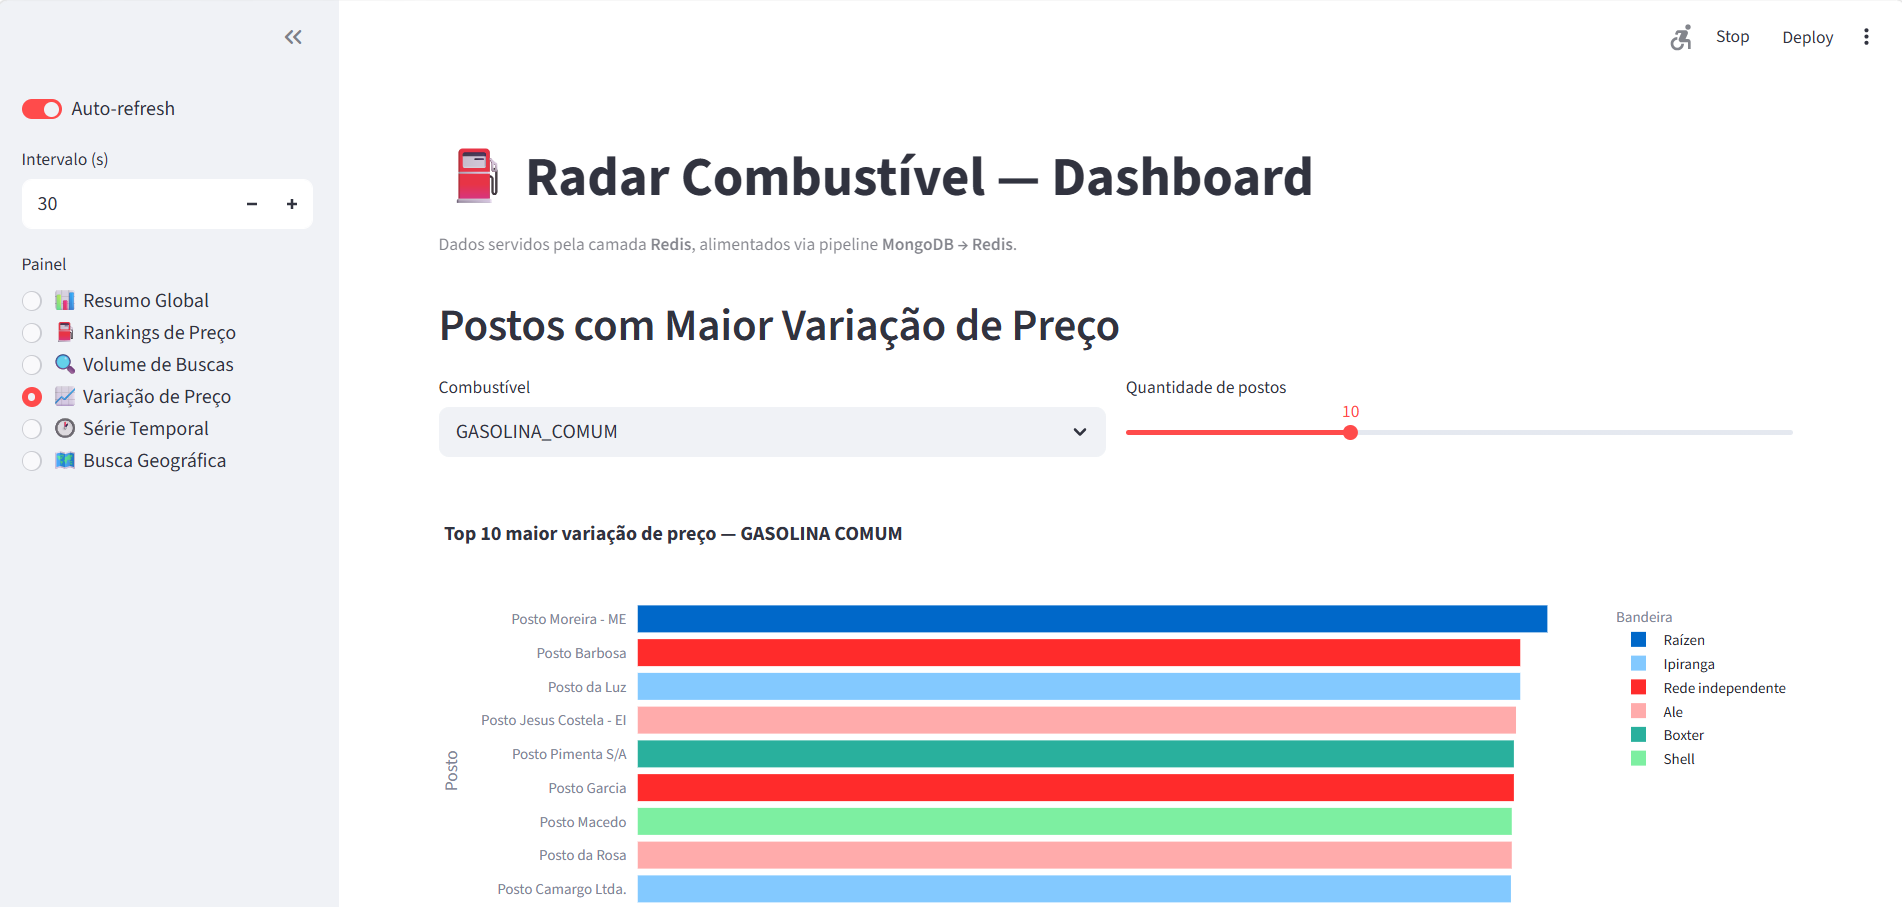 Stop
Deploy
Auto-refresh
Intervalo (s)
30
Painel
Resumo Global
Rankings de Preço
Volume de Buscas
Variação de Preço
Série Temporal
Busca Geográfica
Radar Combustível — Dashboard
Dados servidos pela camada Redis, alimentados via pipeline MongoDB → Redis.
Postos com Maior Variação de Preço
Combustível
GASOLINA_COMUM
Quantidade de postos
10
Top 10 maior variação de preço — GASOLINA COMUM
Posto
Posto Moreira - ME
Posto Barbosa
Posto da Luz
Posto Jesus Costela - EI
Posto Pimenta S/A
Posto Garcia
Posto Macedo
Posto da Rosa
Posto Camargo Ltda.
Bandeira
Raízen
Ipiranga
Rede independente
Ale
Boxter
Shell